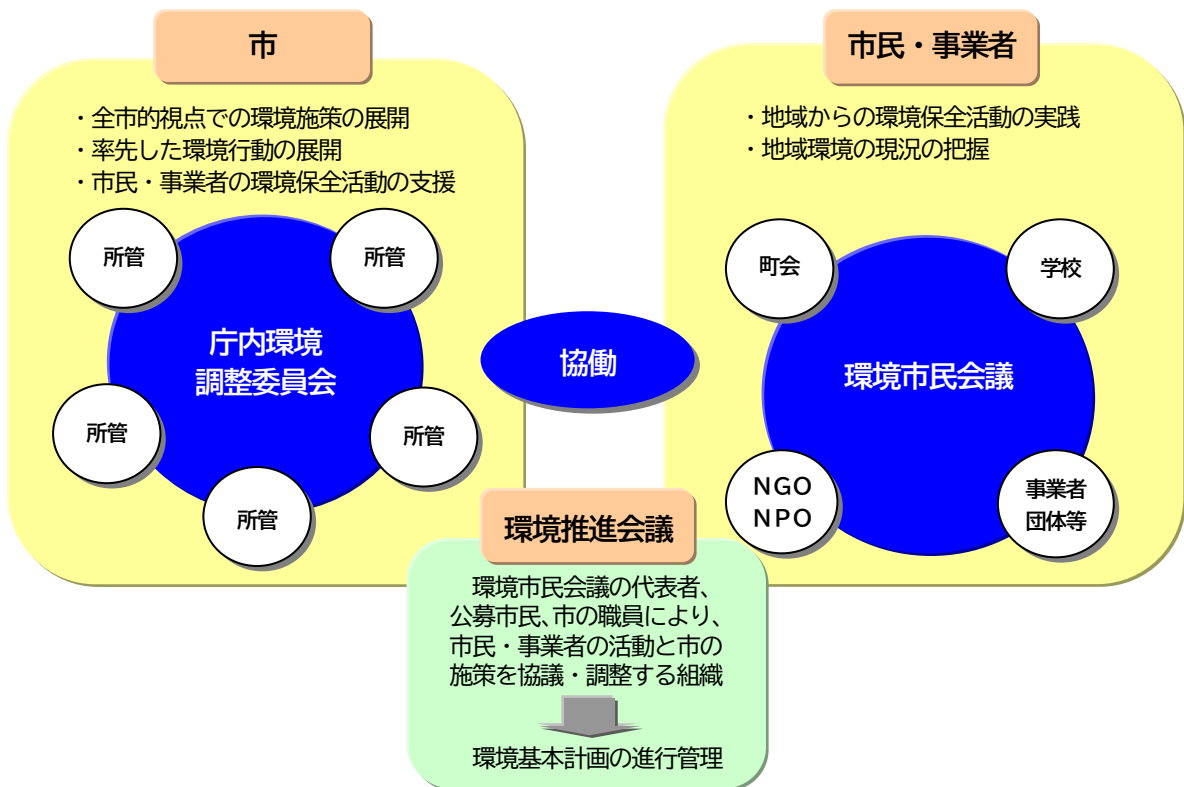 市
・全市的視点での環境施策の展開
・率先した環境行動の展開
・市民・事業者の環境保全活動の支援
所管
所管
庁内環境
調整委員会
所管
所管
所管
協働
市民・事業者
・地域からの環境保全活動の実践
・地域環境の現況の把握
町会
学校
環境市民会議
NGO
NPO
事業者
団体等
環境推進会議
環境市民会議の代表者、
公募市民、市の職員により、
市民・事業者の活動と市の
施策を協議・調整する組織
環境基本計画の進行管理